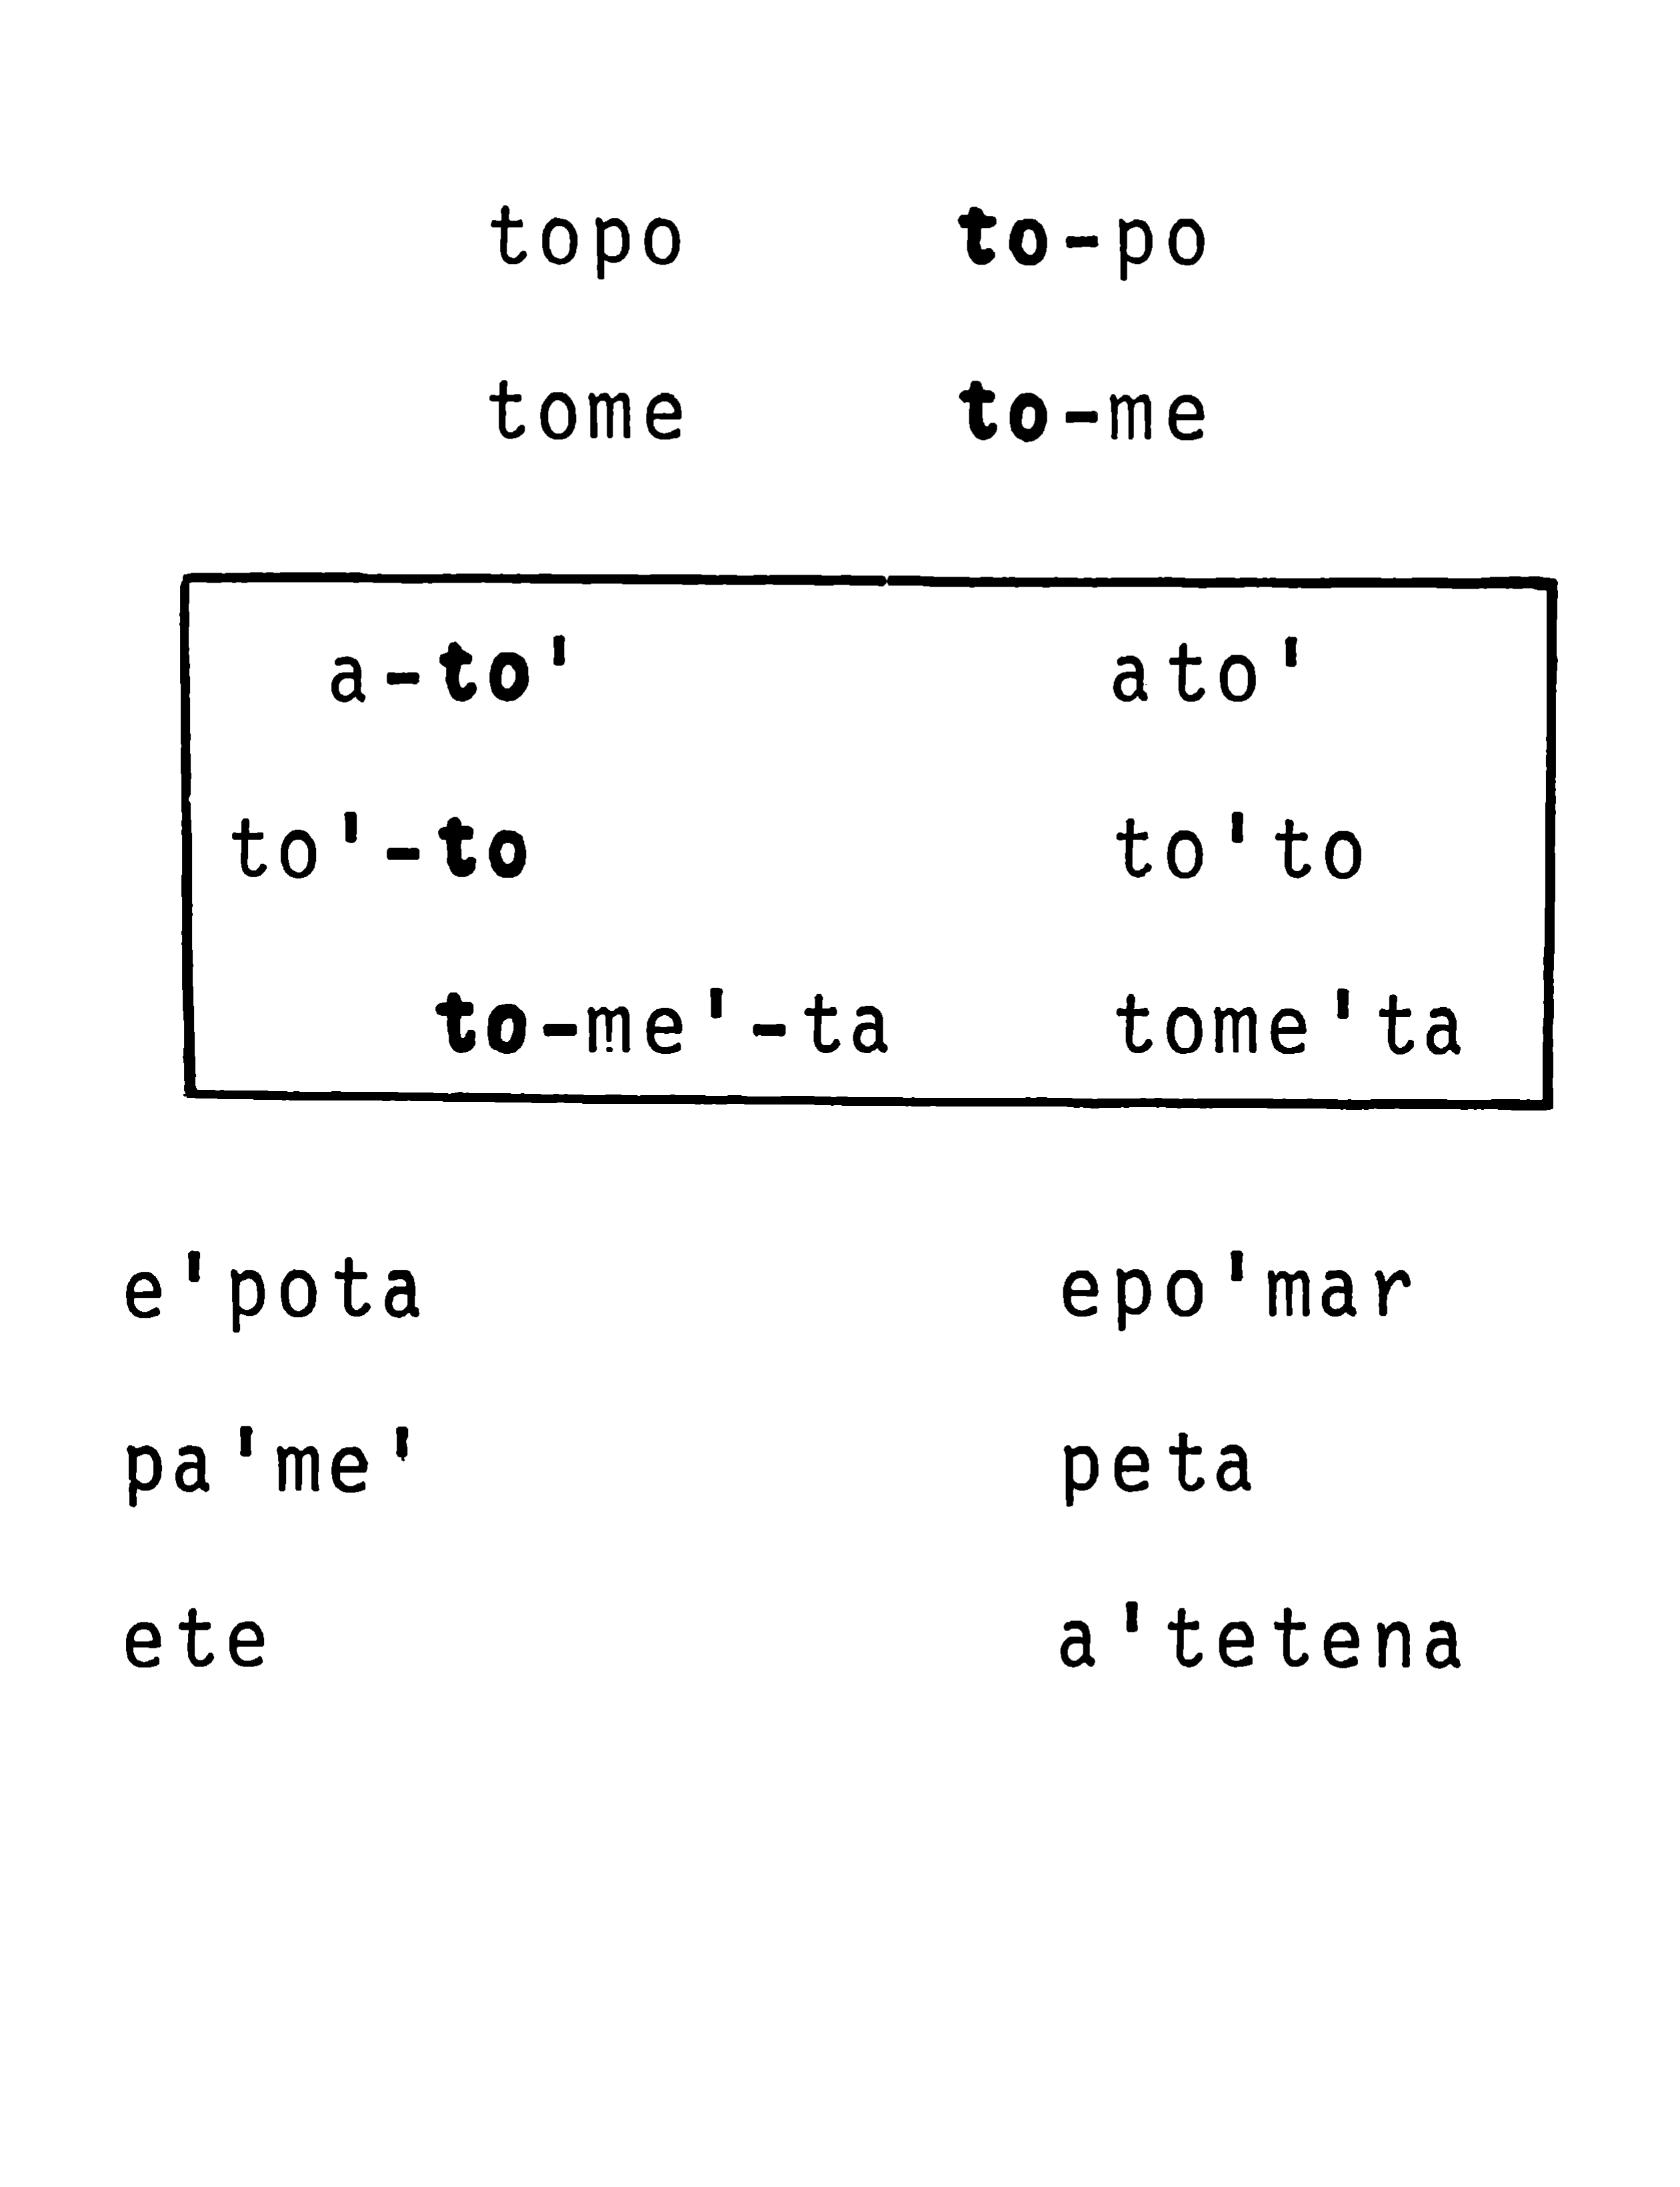 topo to-po
tome to-me
a-to' ato'
to'-to to'to
to-me'-ta tome'ta
e'pota epo'mar
pa'me' peta
ete a'tetena